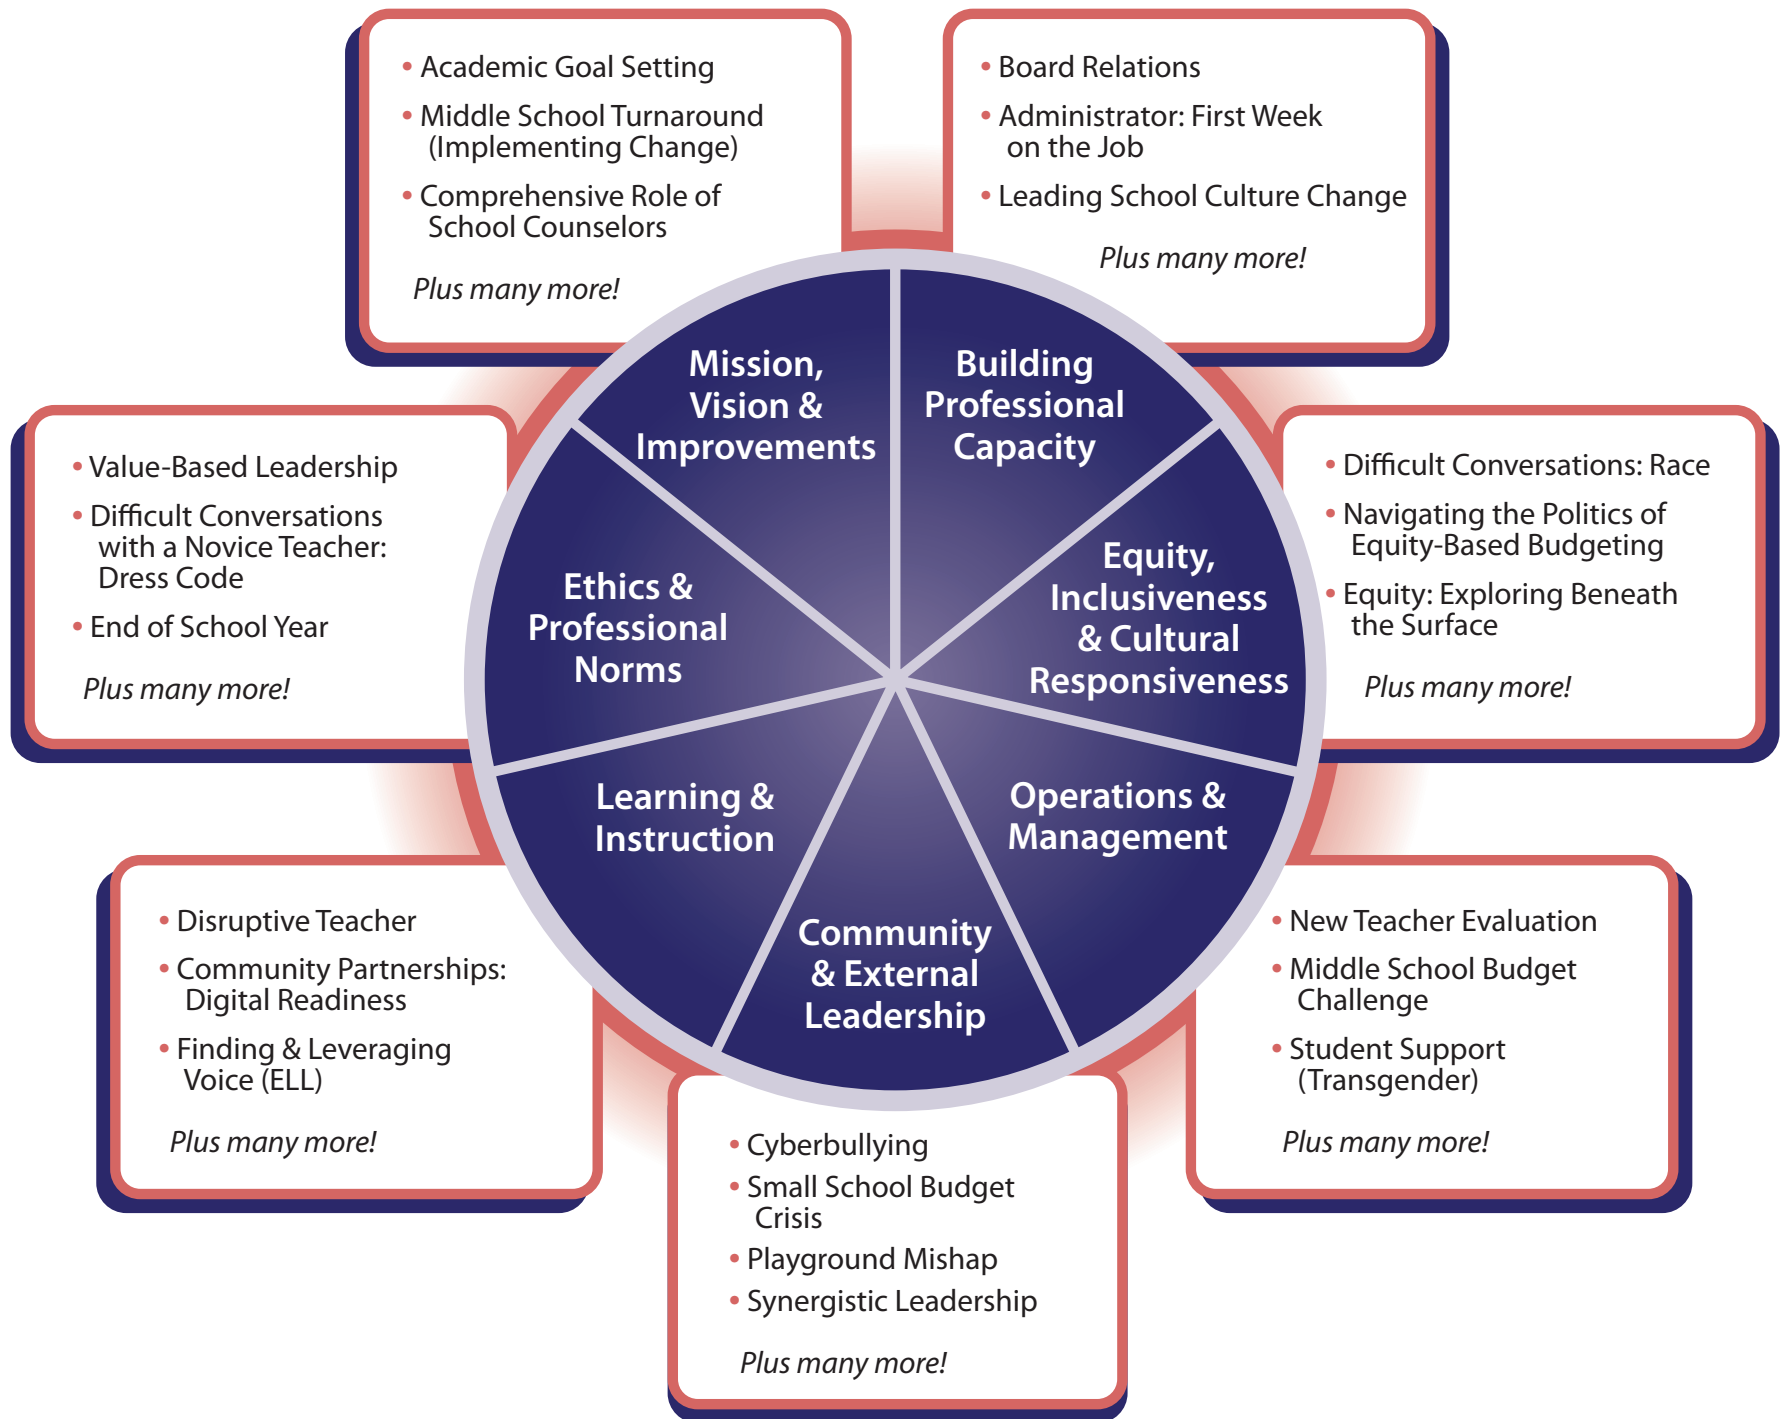 • Academic Goal Setting
• Middle School Turnaround
(Implementing Change)
• Comprehensive Role of
School Counselors
Plus many more!
• Board Relations
• Administrator: First Week
on the Job
• Leading School Culture Change
Plus many more!
Mission,
Vision &
Improvements
Building
Professional
Capacity
• Value-Based Leadership
• Difficult Conversations
with a Novice Teacher:
Dress Code
• End of School Year
Plus many more!
Ethics &
Professional
Norms
Equity,
Inclusiveness
& Cultural
Responsiveness
• Difficult Conversations: Race
• Navigating the Politics of
Equity-Based Budgeting
• Equity: Exploring Beneath
the Surface
Plus many more!
Learning &
Instruction
Operations &
Management
Community
& External
Leadership
• Disruptive Teacher
• Community Partnerships:
Digital Readiness
• Finding & Leveraging
Voice (ELL)
Plus many more!
• New Teacher Evaluation
• Middle School Budget
Challenge
• Student Support
(Transgender)
Plus many more!
• Cyberbullying
• Small School Budget
Crisis
• Playground Mishap
• Synergistic Leadership
Plus many more!